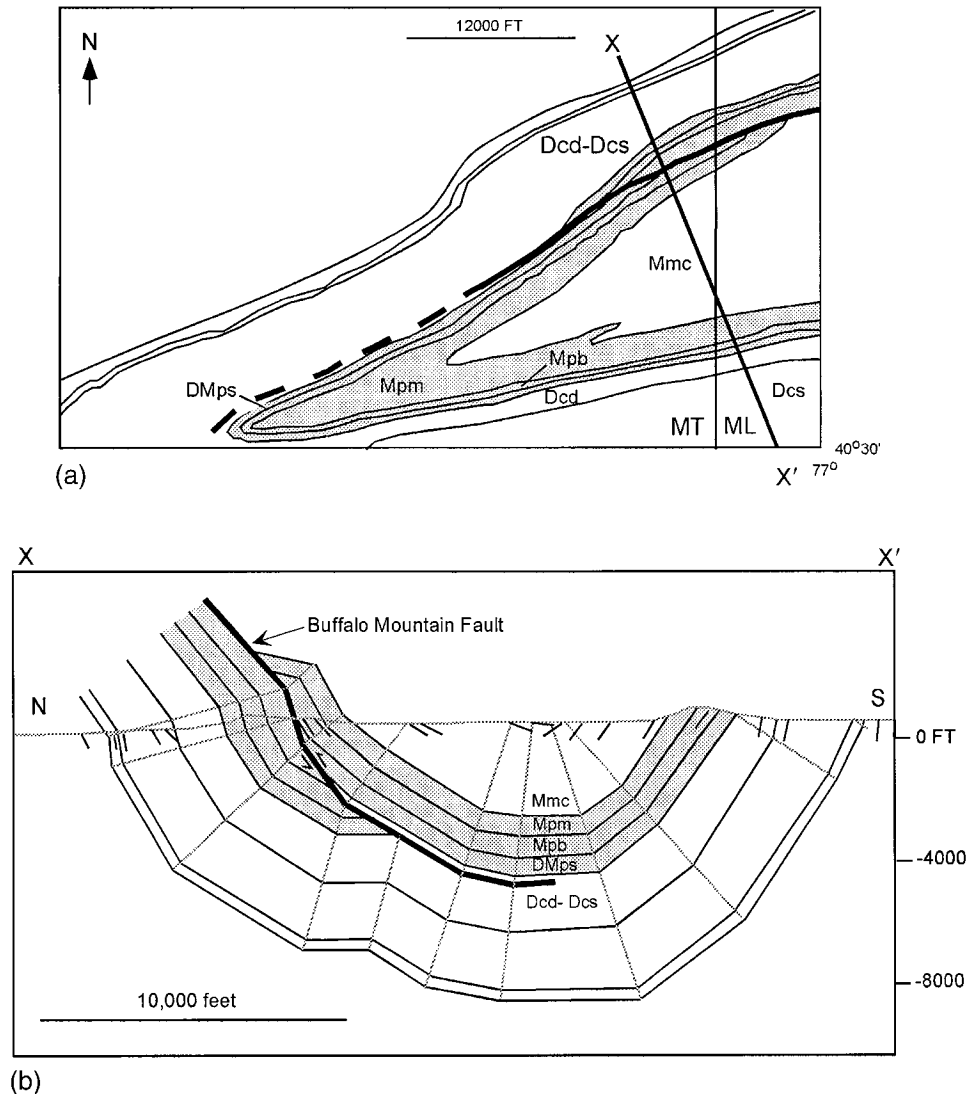 N
12000 FT
X
Dcd-Dcs
Mmc
DMps
Mpm
Mpb
Dcd
Dcs
MT
ML
40°30'
X'
77°
(a)
X
X'
Buffalo Mountain Fault
N
S
0 FT
Mmc
Mpm
Mpb
DMps
-4000
Dcd- Dcs
-8000
10,000 feet
(b)